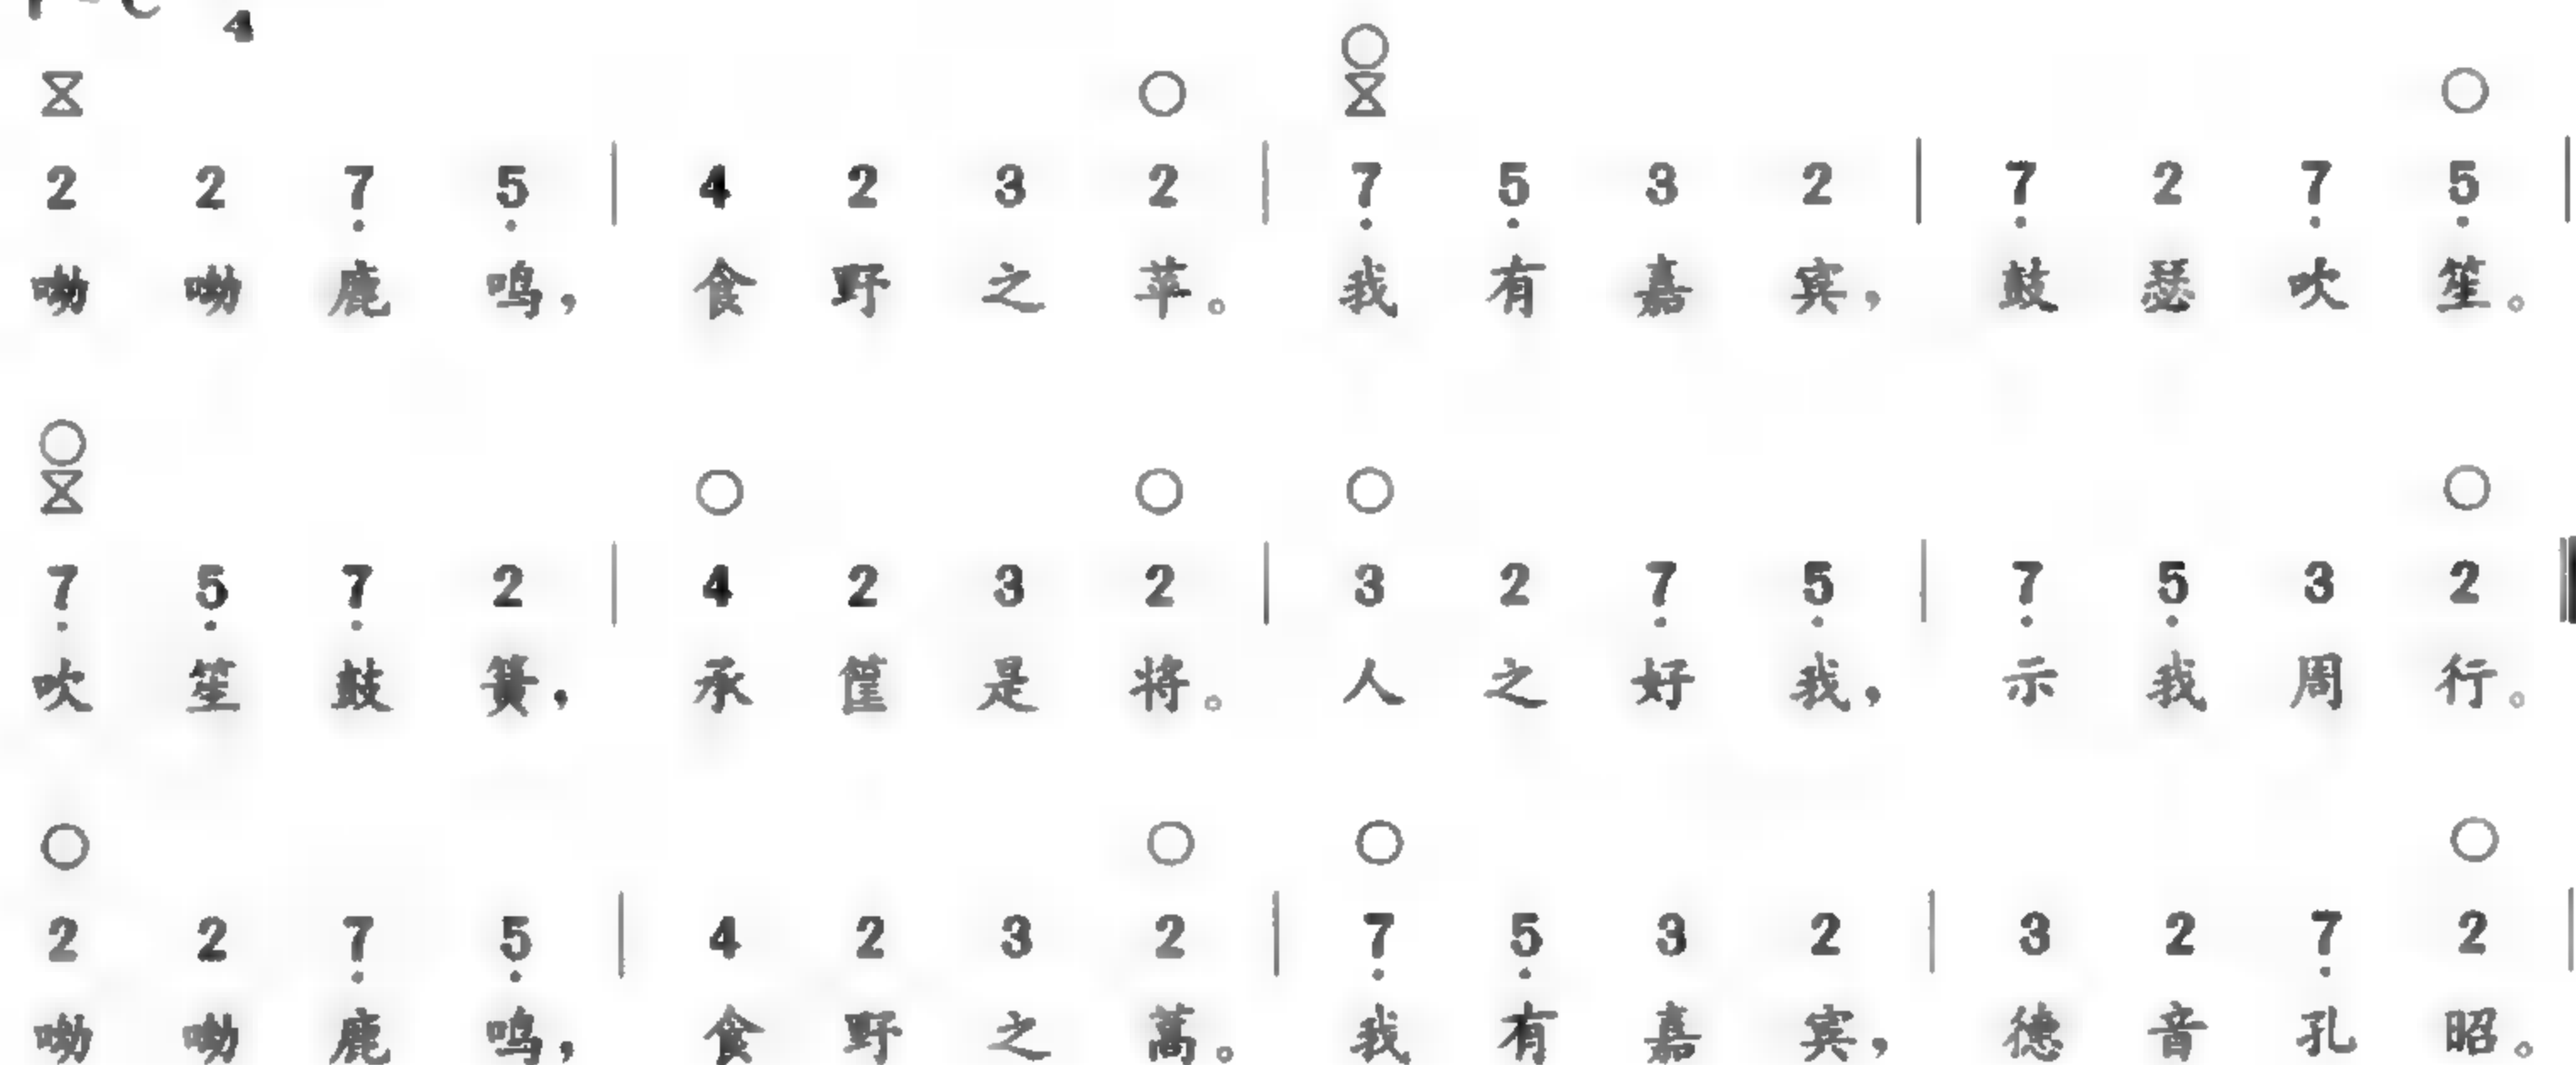 4
2 2 7 5 | 4 2 3 2 | 7 5 3 2 | 7 2 7 5 |
呦 呦 鹿 鸣， 食 野 之 苹。 我 有 嘉 宾， 鼓 瑟 吹 笙。
7 5 7 2 | 4 2 3 2 | 3 2 7 5 | 7 5 3 2 ‖
吹 笙 鼓 簧， 承 筐 是 将。 人 之 好 我， 示 我 周 行。
2 2 7 5 | 4 2 3 2 | 7 5 3 2 | 3 2 7 2 |
呦 呦 鹿 鸣， 食 野 之 蒿。 我 有 嘉 宾， 德 音 孔 昭。